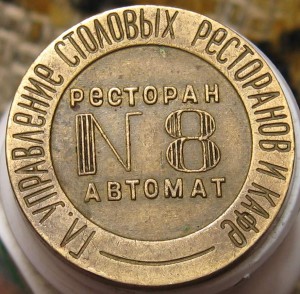 ГЛ. УПРАВЛЕНИЕ СТОЛОВЫХ РЕСТОРАНОВ И КАФЕ
РЕСТОРАН
N 8
АВТОМАТ